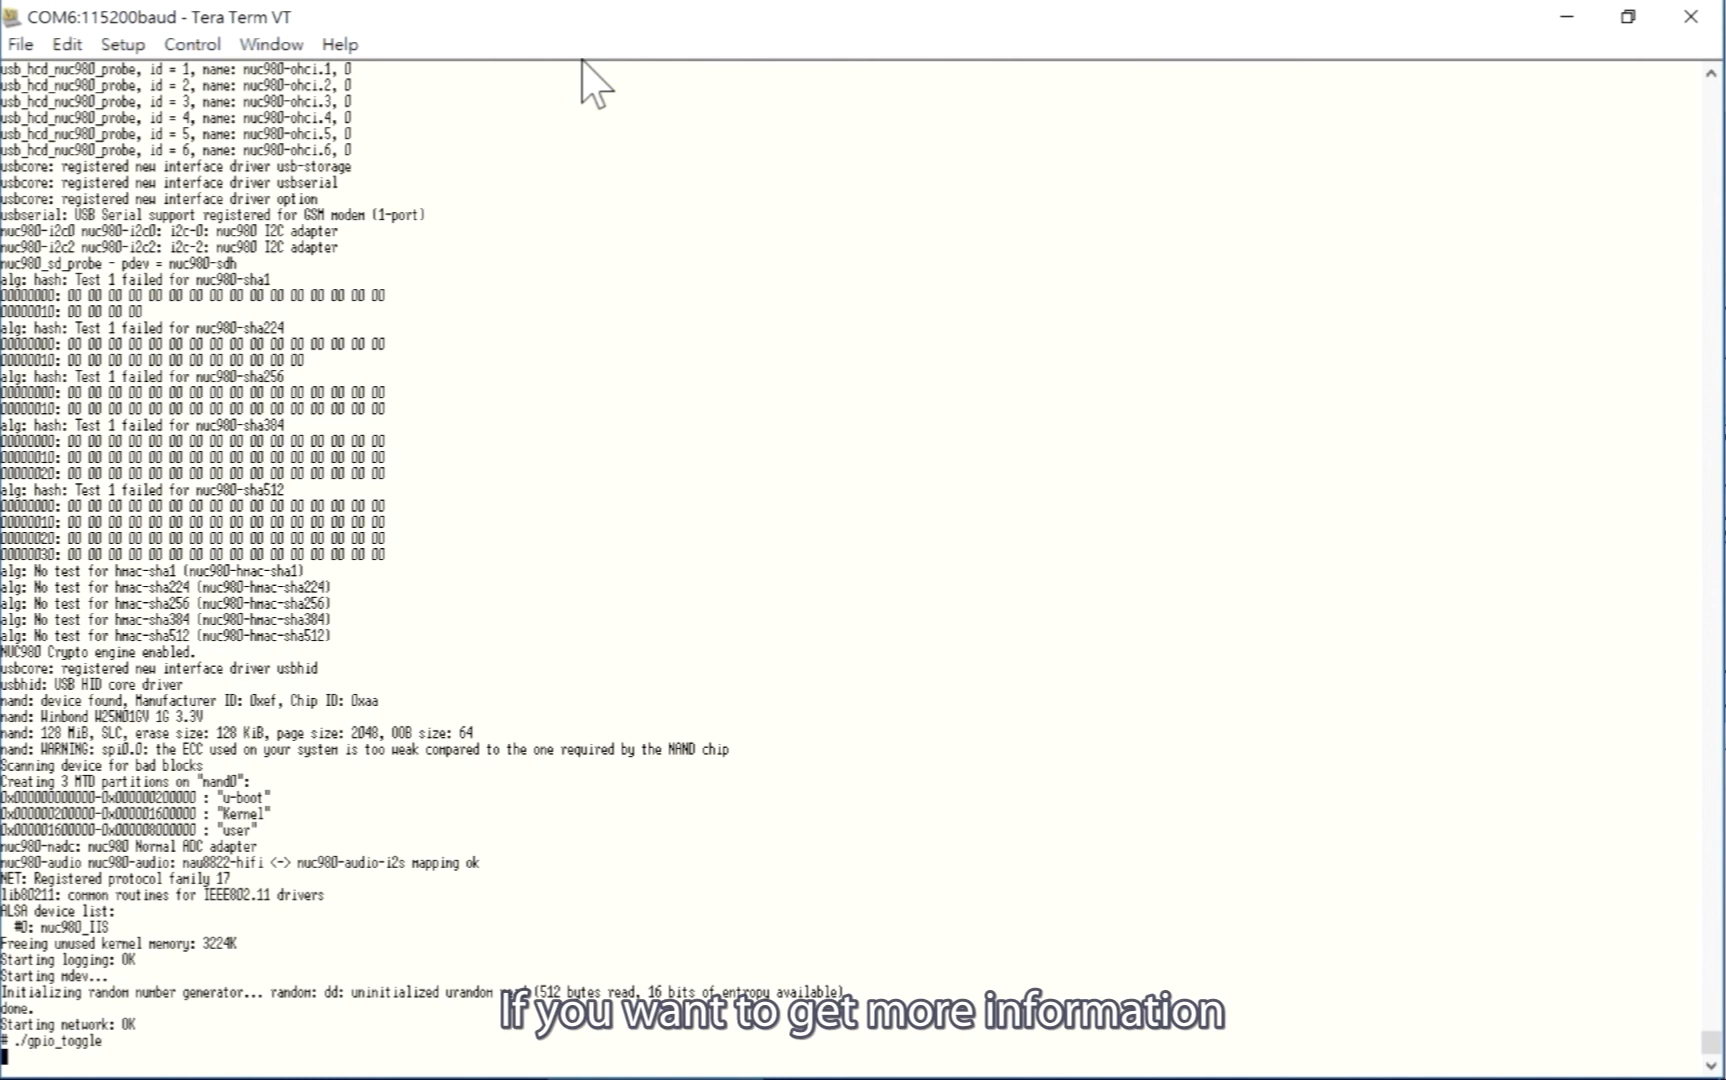 COM6:115200baud - Tera Term VT
File Edit Setup Control Window Help
usb_hcd_nuc980_probe, id = 1, name: nuc980-ohci.1, 0
usb_hcd_nuc980_probe, id = 2, name: nuc980-ohci.2, 0
usb_hcd_nuc980_probe, id = 3, name: nuc980-ohci.3, 0
usb_hcd_nuc980_probe, id = 4, name: nuc980-ohci.4, 0
usb_hcd_nuc980_probe, id = 5, name: nuc980-ohci.5, 0
usb_hcd_nuc980_probe, id = 6, name: nuc980-ohci.6, 0
usbcore: registered new interface driver usb-storage
usbcore: registered new interface driver usbserial
usbcore: registered new interface driver option
usbserial: USB Serial support registered for GSM modem (1-port)
nuc980-i2c0 nuc980-i2c0: i2c-0: nuc980 I2C adapter
nuc980-i2c2 nuc980-i2c2: i2c-2: nuc980 I2C adapter
nuc980_sd_probe - pdev = nuc980-sdh
alg: hash: Test 1 failed for nuc980-sha1
00000000: 00 00 00 00 00 00 00 00 00 00 00 00 00 00 00 00
00000010: 00 00 00 00
alg: hash: Test 1 failed for nuc980-sha224
00000000: 00 00 00 00 00 00 00 00 00 00 00 00 00 00 00 00
00000010: 00 00 00 00 00 00 00 00 00 00 00 00
alg: hash: Test 1 failed for nuc980-sha256
00000000: 00 00 00 00 00 00 00 00 00 00 00 00 00 00 00 00
00000010: 00 00 00 00 00 00 00 00 00 00 00 00 00 00 00 00
alg: hash: Test 1 failed for nuc980-sha384
00000000: 00 00 00 00 00 00 00 00 00 00 00 00 00 00 00 00
00000010: 00 00 00 00 00 00 00 00 00 00 00 00 00 00 00 00
00000020: 00 00 00 00 00 00 00 00 00 00 00 00 00 00 00 00
alg: hash: Test 1 failed for nuc980-sha512
00000000: 00 00 00 00 00 00 00 00 00 00 00 00 00 00 00 00
00000010: 00 00 00 00 00 00 00 00 00 00 00 00 00 00 00 00
00000020: 00 00 00 00 00 00 00 00 00 00 00 00 00 00 00 00
00000030: 00 00 00 00 00 00 00 00 00 00 00 00 00 00 00 00
alg: No test for hmac-sha1 (nuc980-hmac-sha1)
alg: No test for hmac-sha224 (nuc980-hmac-sha224)
alg: No test for hmac-sha256 (nuc980-hmac-sha256)
alg: No test for hmac-sha384 (nuc980-hmac-sha384)
alg: No test for hmac-sha512 (nuc980-hmac-sha512)
NUC980 Crypto engine enabled.
usbcore: registered new interface driver usbhid
usbhid: USB HID core driver
nand: device found, Manufacturer ID: 0xef, Chip ID: 0xaa
nand: Winbond W25N01GV 1G 3.3V
nand: 128 MiB, SLC, erase size: 128 KiB, page size: 2048, OOB size: 64
nand: WARNING: spi0.0: the ECC used on your system is too weak compared to the one required by the NAND chip
Scanning device for bad blocks
Creating 3 MTD partitions on "nand0":
0x000000000000-0x000000200000 : "u-boot"
0x000000200000-0x000001600000 : "Kernel"
0x000001600000-0x000008000000 : "user"
nuc980-nadc: nuc980 Normal ADC adapter
nuc980-audio nuc980-audio: nau8822-hifi <-> nuc980-audio-i2s mapping ok
NET: Registered protocol family 17
lib80211: common routines for IEEE802.11 drivers
ALSA device list:
#0: nuc980_IIS
Freeing unused kernel memory: 3224K
Starting logging: OK
Starting mdev...
Initializing random number generator... random: dd: uninitialized urandom (512 bytes read, 16 bits of entropy available)
done.
If you want to get more information
Starting network: OK
# ./gpio_toggle